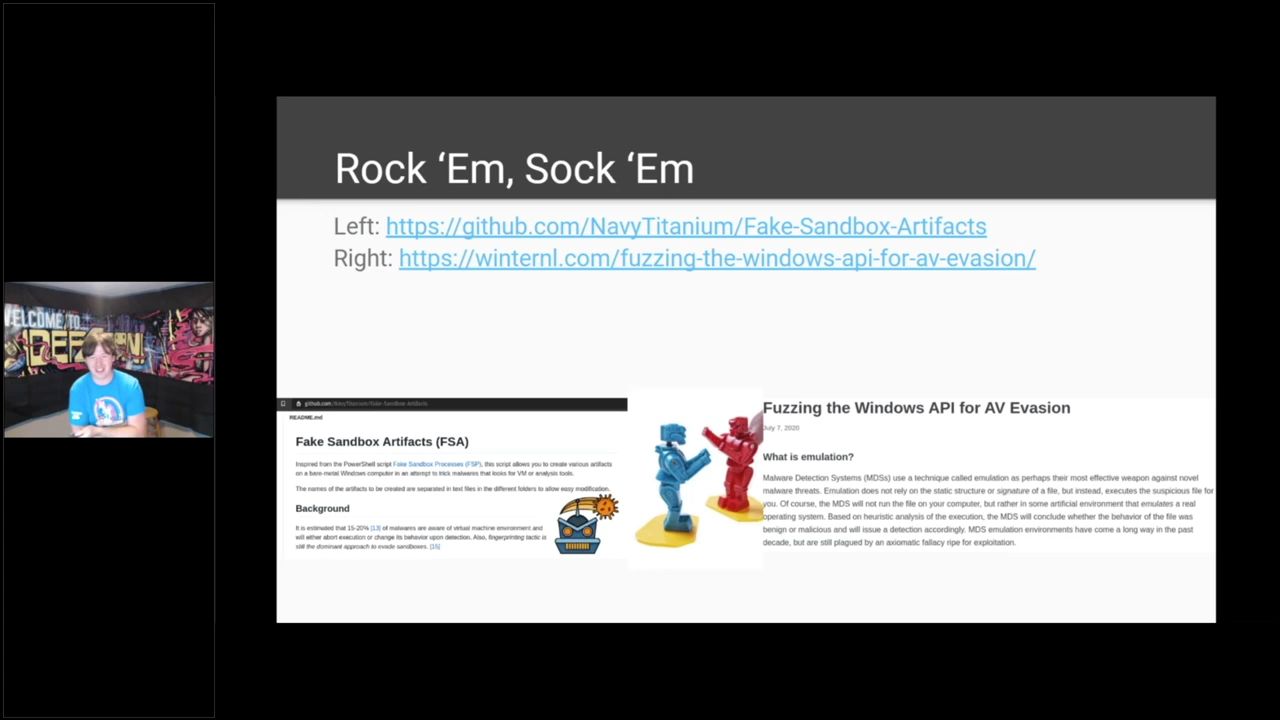 Rock ‘Em, Sock ‘Em
Left: https://github.com/NavyTitanium/Fake-Sandbox-Artifacts
Right: https://winternl.com/fuzzing-the-windows-api-for-av-evasion/
WELCOME TO
DEFCON!
github.com/NavyTitanium/Fake-Sandbox-Artifacts
README.md
Fake Sandbox Artifacts (FSA)
Inspired from the PowerShell script Fake Sandbox Processes (FSP), this script allows you to create various artifacts
on a bare-metal Windows computer in an attempt to trick malwares that looks for VM or analysis tools.
The names of the artifacts to be created are separated in text files in the different folders to allow easy modification.
Background
It is estimated that 15-20% [13] of malwares are aware of virtual machine environment and
will either abort execution or change its behavior upon detection. Also, fingerprinting tactic is
still the dominant approach to evade sandboxes. [15]
Fuzzing the Windows API for AV Evasion
July 7, 2020
What is emulation?
Malware Detection Systems (MDSs) use a technique called emulation as perhaps their most effective weapon against novel
malware threats. Emulation does not rely on the static structure or signature of a file, but instead, executes the suspicious file for
you. Of course, the MDS will not run the file on your computer, but rather in some artificial environment that emulates a real
operating system. Based on heuristic analysis of the execution, the MDS will conclude whether the behavior of the file was
benign or malicious and will issue a detection accordingly. MDS emulation environments have come a long way in the past
decade, but are still plagued by an axiomatic fallacy ripe for exploitation.